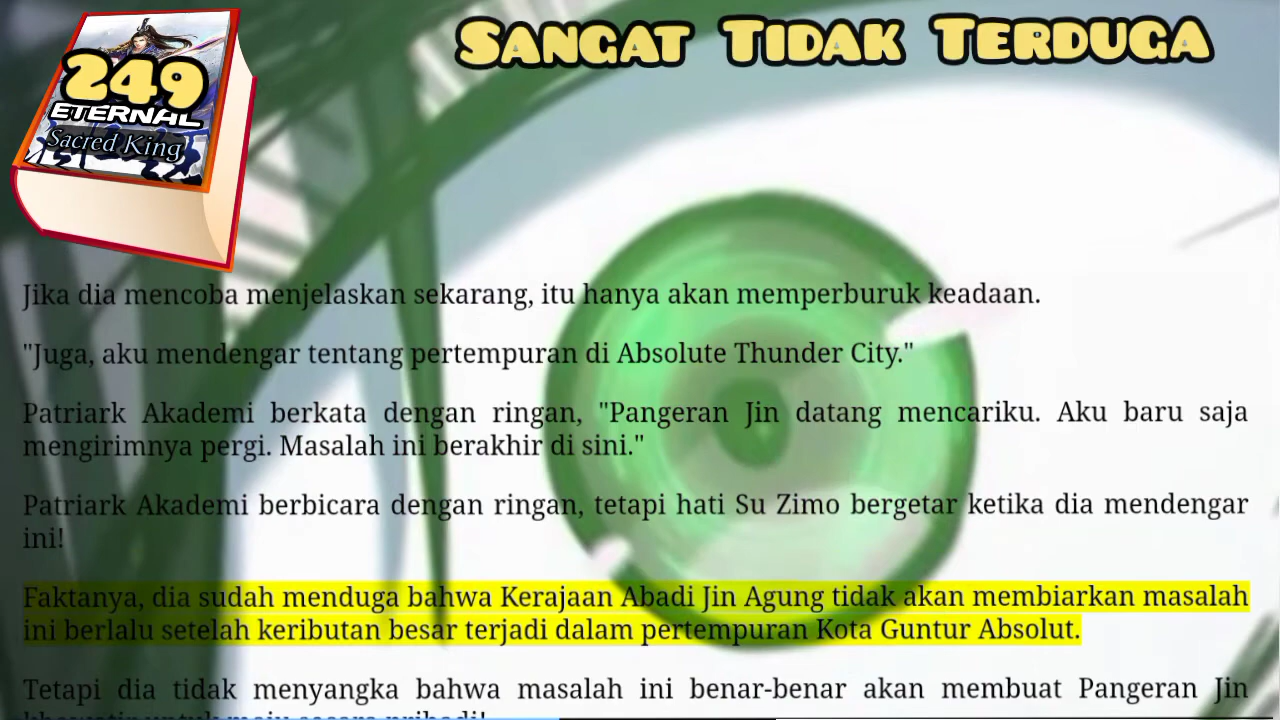 SANGAT TIDAK TERDUGA
249
ETERNAL
Sacred King
Jika dia mencoba menjelaskan sekarang, itu hanya akan memperburuk keadaan.
"Juga, aku mendengar tentang pertempuran di Absolute Thunder City."
Patriark Akademi berkata dengan ringan, "Pangeran Jin datang mencariku. Aku baru saja
mengirimnya pergi. Masalah ini berakhir di sini."
Patriark Akademi berbicara dengan ringan, tetapi hati Su Zimo bergetar ketika dia mendengar
ini!
Faktanya, dia sudah menduga bahwa Kerajaan Abadi Jin Agung tidak akan membiarkan masalah
ini berlalu setelah keributan besar terjadi dalam pertempuran Kota Guntur Absolut.
Tetapi dia tidak menyangka bahwa masalah ini benar-benar akan membuat Pangeran Jin